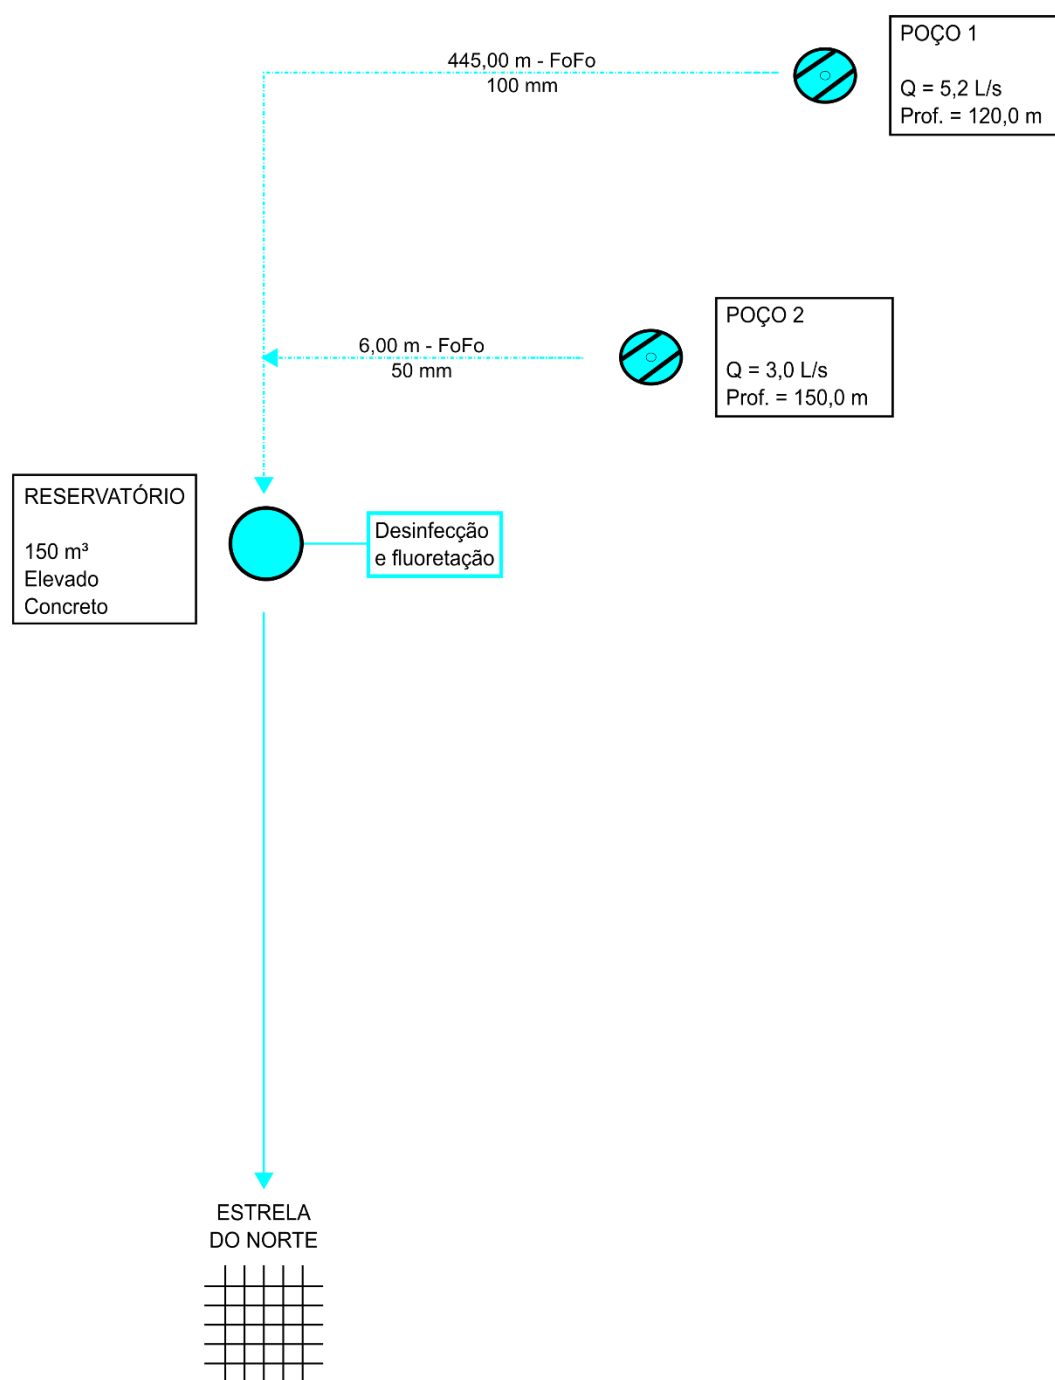 POÇO 1
Q = 5,2 L/s
Prof. = 120,0 m
445,00 m - FoFo
100 mm
POÇO 2
Q = 3,0 L/s
Prof. = 150,0 m
6,00 m - FoFo
50 mm
RESERVATÓRIO
150 m³
Elevado
Concreto
Desinfecção
e fluoretação
ESTRELA
DO NORTE